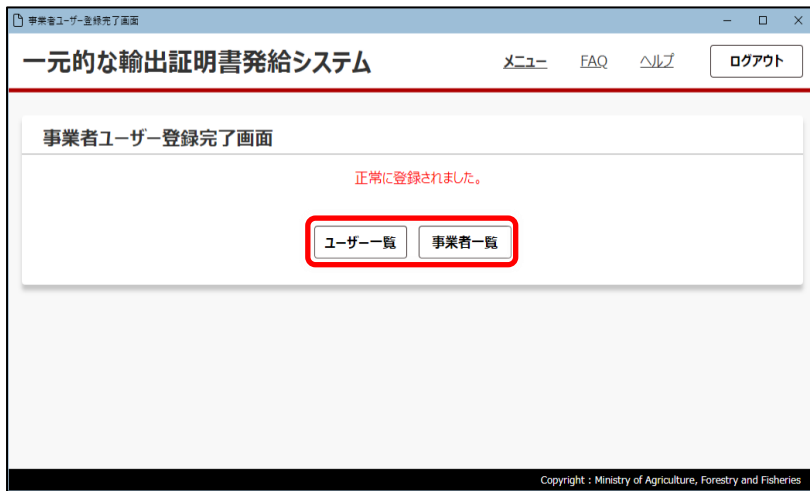 事業者ユーザー登録完了画面
一元的な輸出証明書発給システム
メニュー FAQ ヘルプ ログアウト
事業者ユーザー登録完了画面
正常に登録されました。
ユーザー一覧 事業者一覧
Copyright : Ministry of Agriculture, Forestry and Fisheries